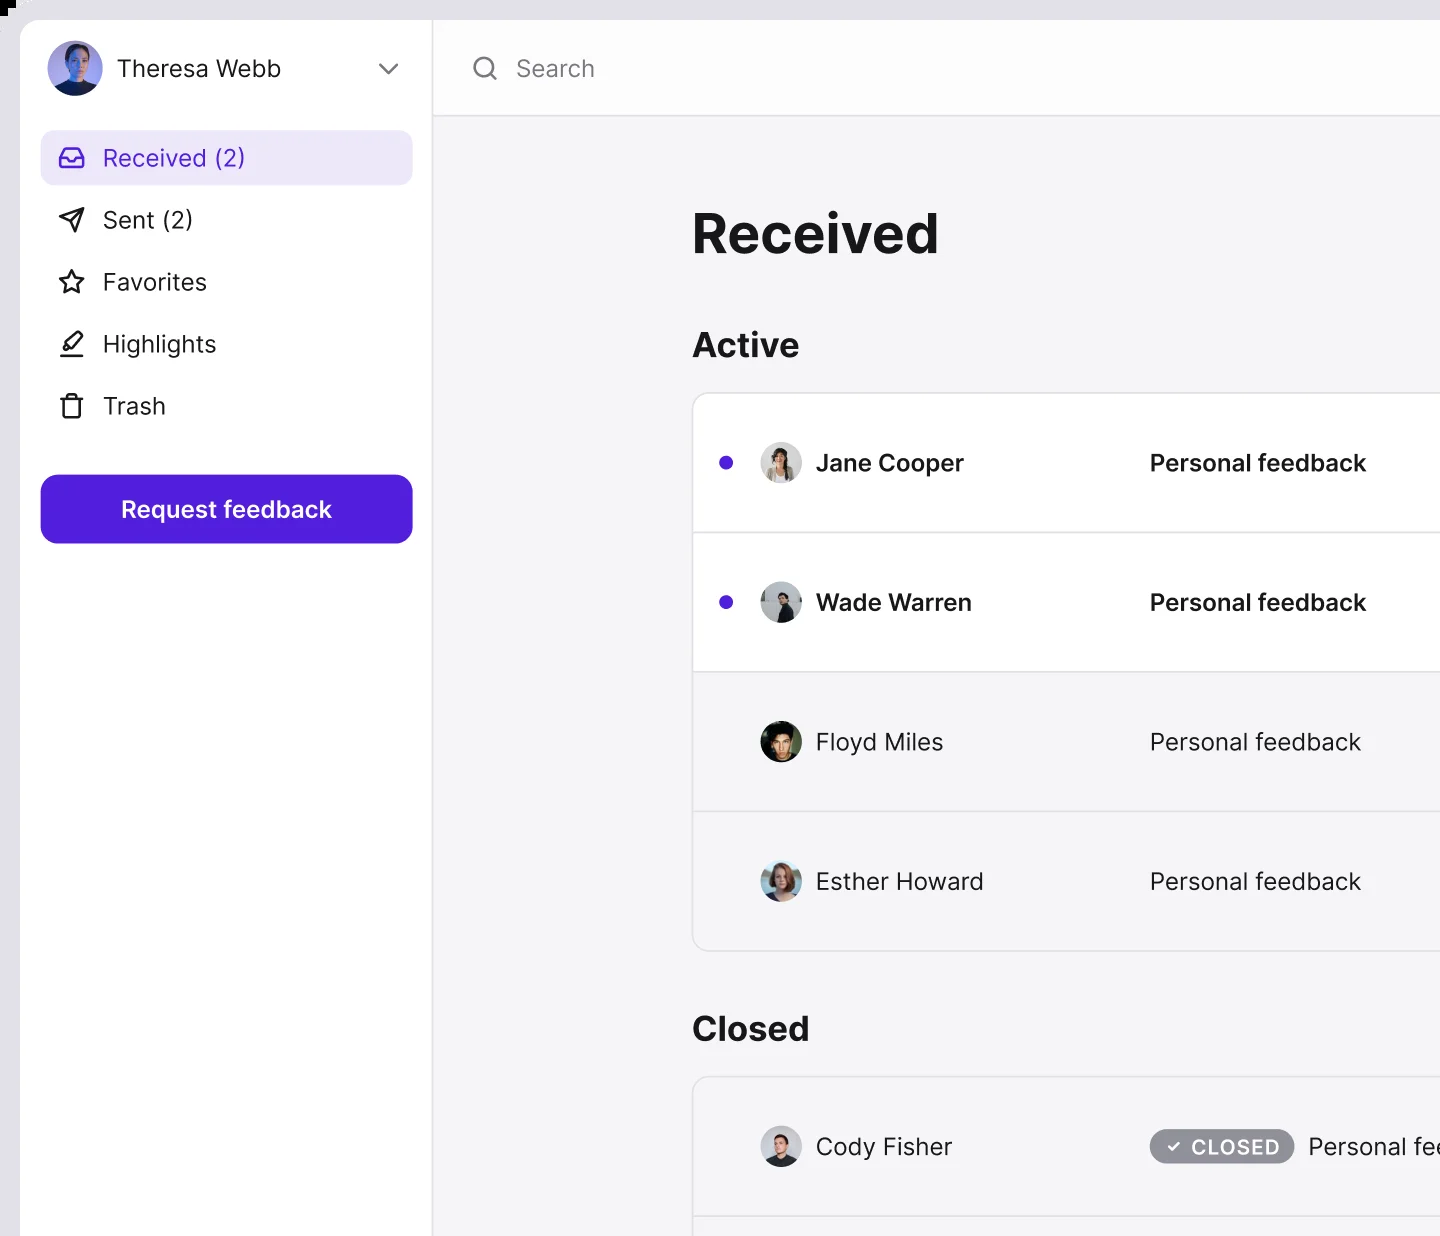 Theresa Webb
Search
Received (2)
Sent (2)
Favorites
Highlights
Trash
Request feedback
Received
Active
Jane Cooper Personal feedback
Wade Warren Personal feedback
Floyd Miles Personal feedback
Esther Howard Personal feedback
Closed
Cody Fisher CLOSED Personal